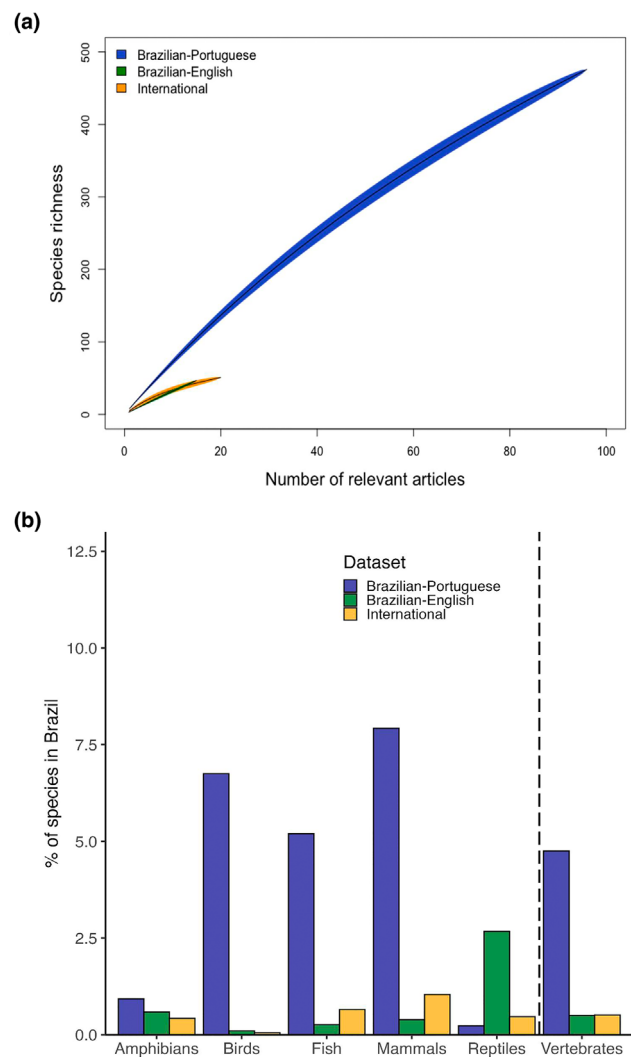 (a)
Brazilian-Portuguese
Brazilian-English
International
Species richness
500
400
300
200
100
0
0 20 40 60 80 100
Number of relevant articles
(b)
Dataset
Brazilian-Portuguese
Brazilian-English
International
% of species in Brazil
12.5
10.0
7.5
5.0
2.5
0.0
Amphibians Birds Fish Mammals Reptiles Vertebrates